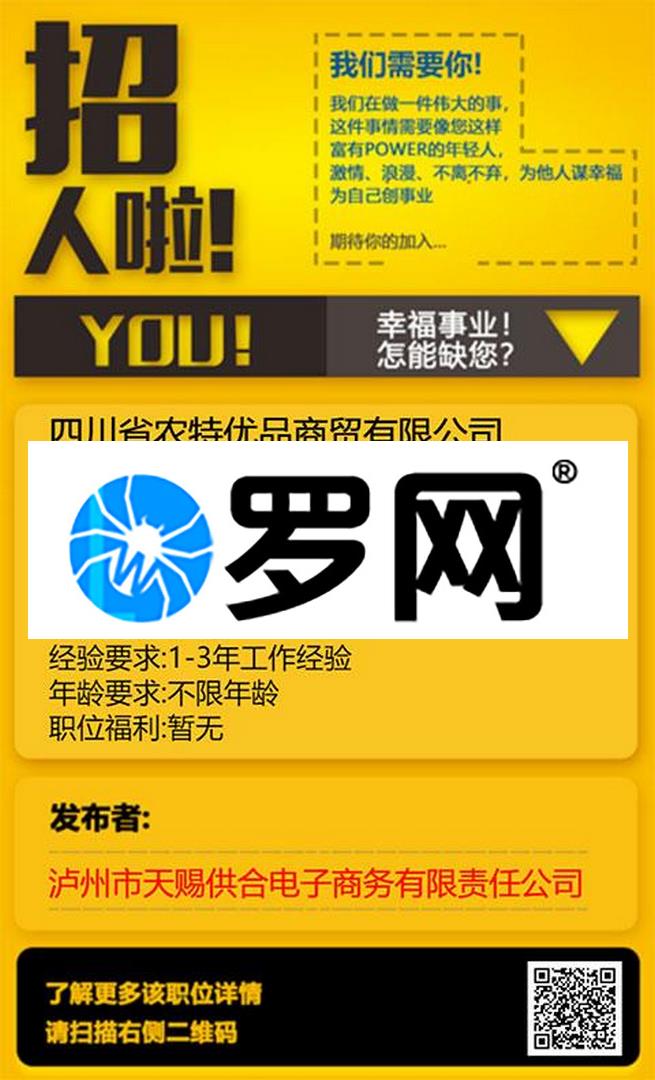 招
人啦!
我们需要你!
我们在做一件伟大的事,
这件事情需要像您这样
富有POWER的年轻人,
激情、浪漫、不离不弃, 为他人谋幸福
为自己创事业
期待你的加入...
YOU!
幸福事业!
怎能缺您?
四川省农特优品商贸有限公司
罗网®
经验要求:1-3年工作经验
年龄要求:不限年龄
职位福利:暂无
发布者:
泸州市天赐供合电子商务有限责任公司
了解更多该职位详情
请扫描右侧二维码